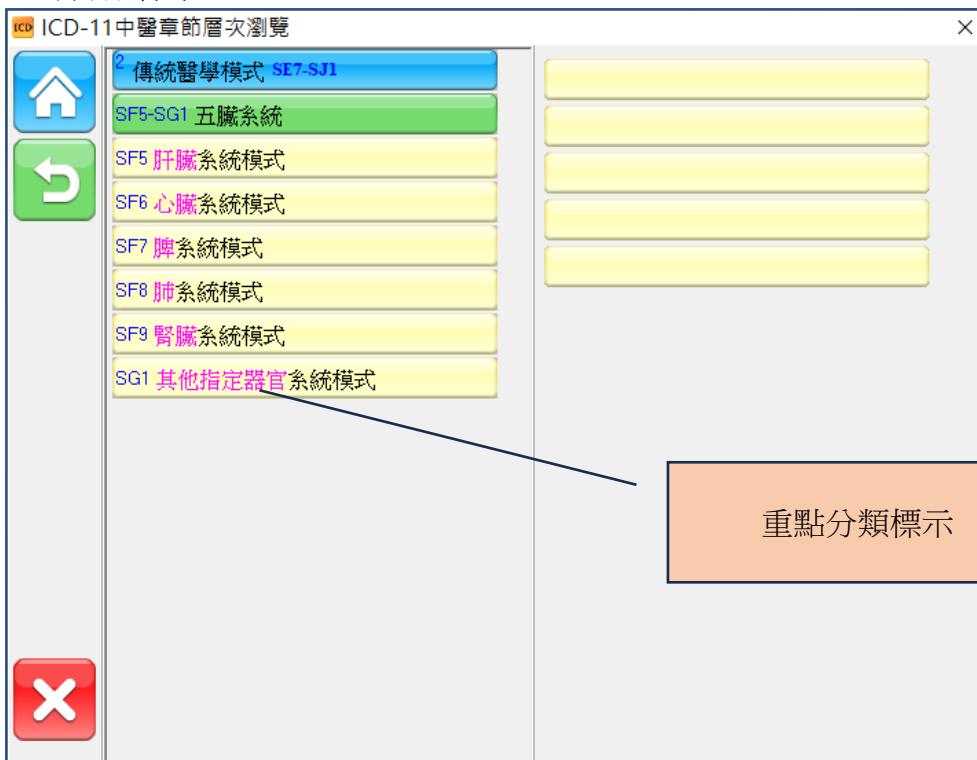 ICD ICD-11中醫章節層次瀏覽
2 傳統醫學模式 SE7-SJ1
SF5-SG1 五臟系統
SF5 肝臟系統模式
SF6 心臟系統模式
SF7 脾系統模式
SF8 肺系統模式
SF9 腎臟系統模式
SG1 其他指定器官系統模式
重點分類標示